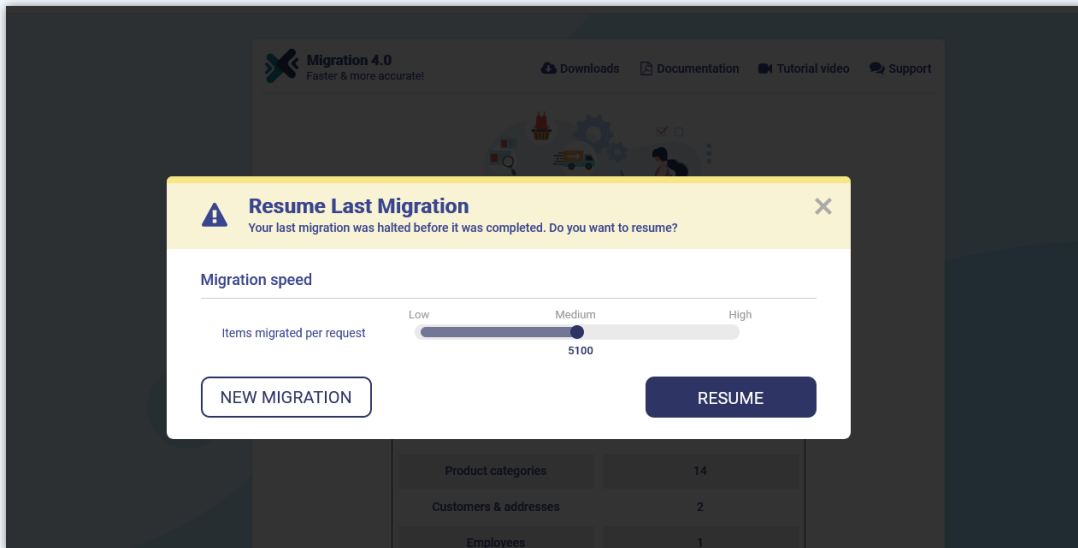 Migration 4.0
Faster & more accurate!
Downloads Documentation Tutorial video Support
Resume Last Migration
Your last migration was halted before it was completed. Do you want to resume?
Migration speed
Low Medium High
Items migrated per request
5100
NEW MIGRATION RESUME
Product categories 14
Customers & addresses 2
Employees 1